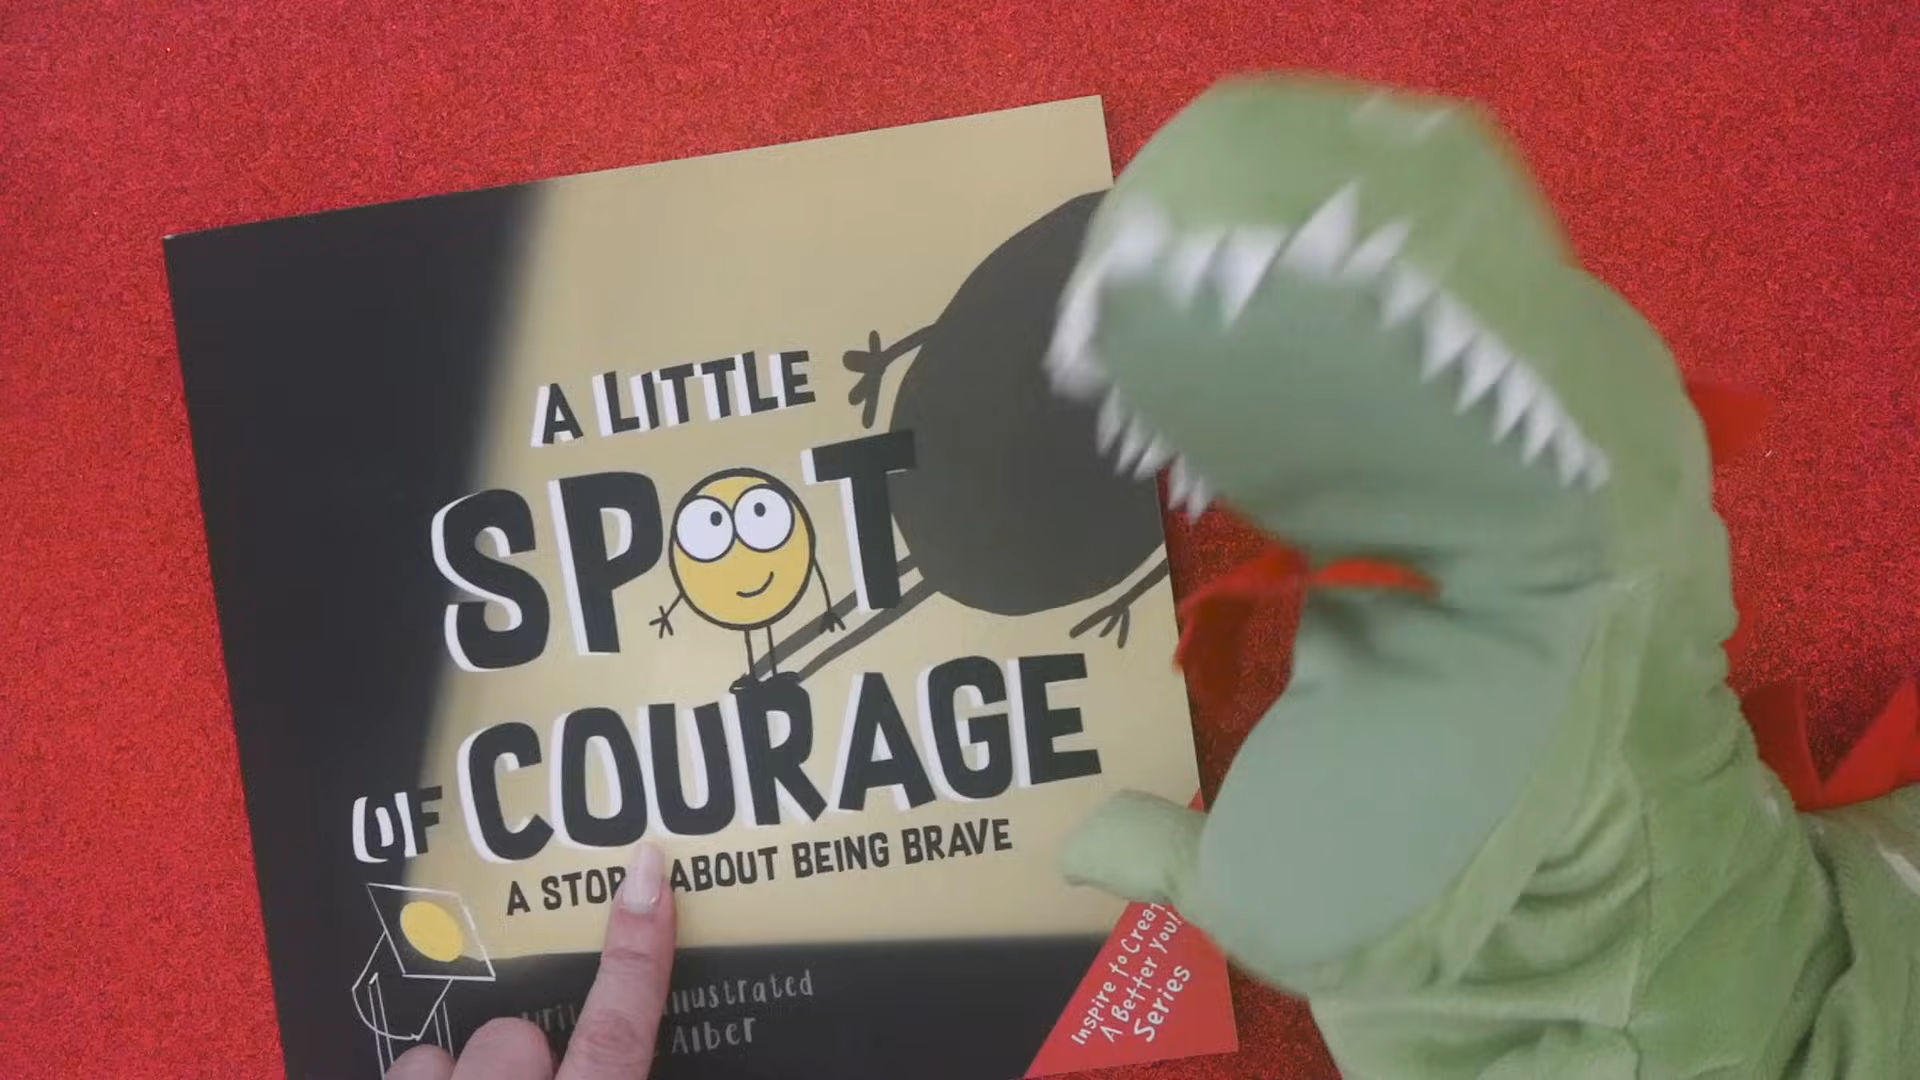 A LITTLE
SPOT
OF COURAGE
A STORY ABOUT BEING BRAVE
Illustrated
Alber
Inspire to Create
A Better You!
Series